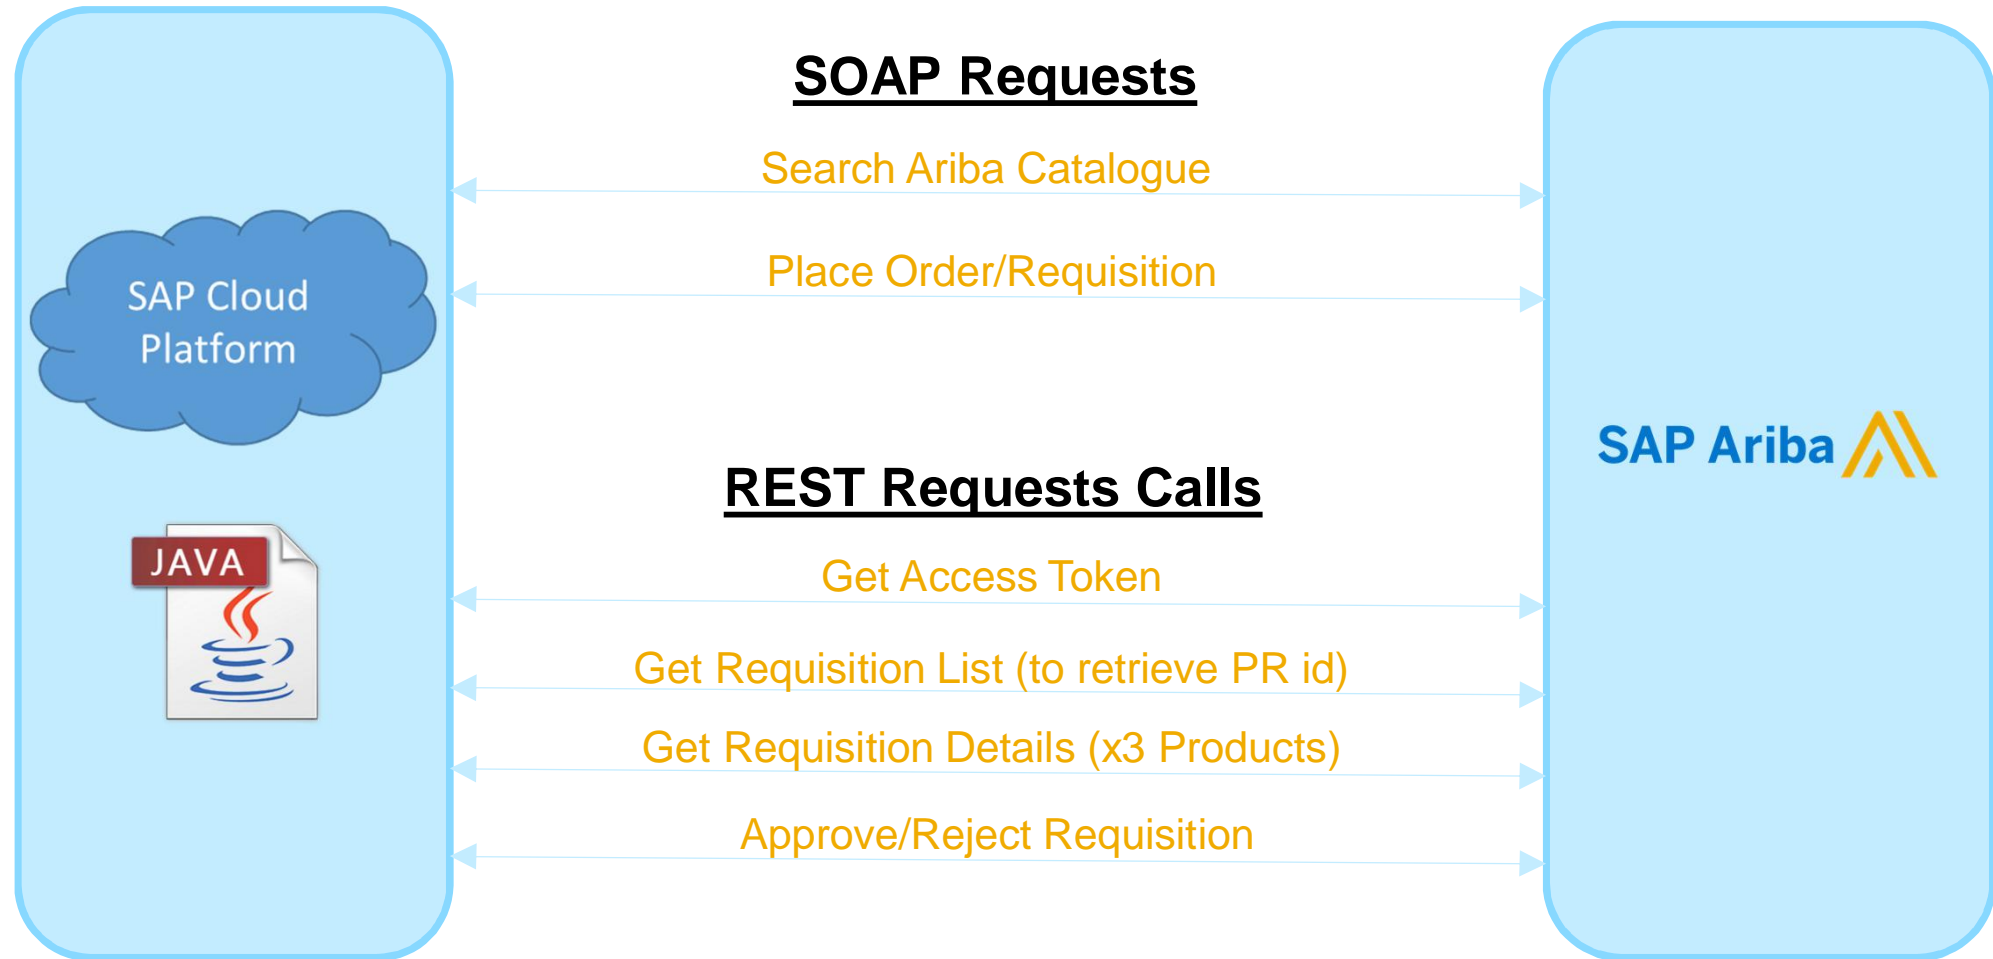 SOAP Requests
Search Ariba Catalogue
Place Order/Requisition
SAP Cloud
Platform
SAP Ariba
REST Requests Calls
JAVA
Get Access Token
Get Requisition List (to retrieve PR id)
Get Requisition Details (x3 Products)
Approve/Reject Requisition